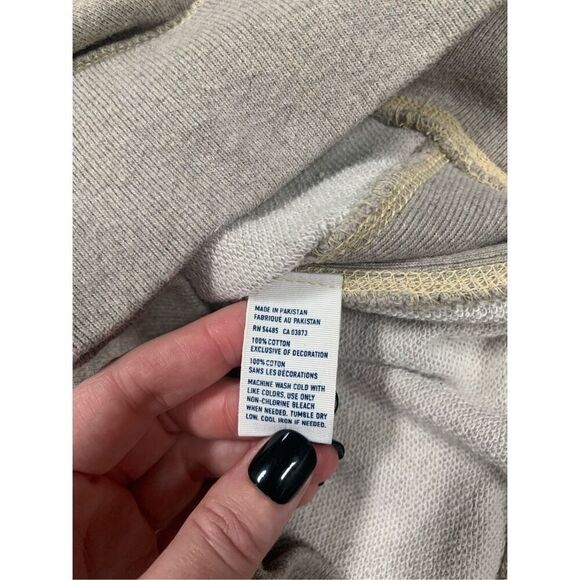 MADE IN PAKISTAN
FABRIQUE AU PAKISTAN
RN 54485 CA 03873
100% COTTON
EXCLUSIVE OF DECORATION
100% COTON
SANS LES DÉCORATIONS
MACHINE WASH COLD WITH
LIKE COLORS, USE ONLY
NON-CHLORINE BLEACH
WHEN NEEDED, TUMBLE DRY
LOW, COOL IRON IF NEEDED.